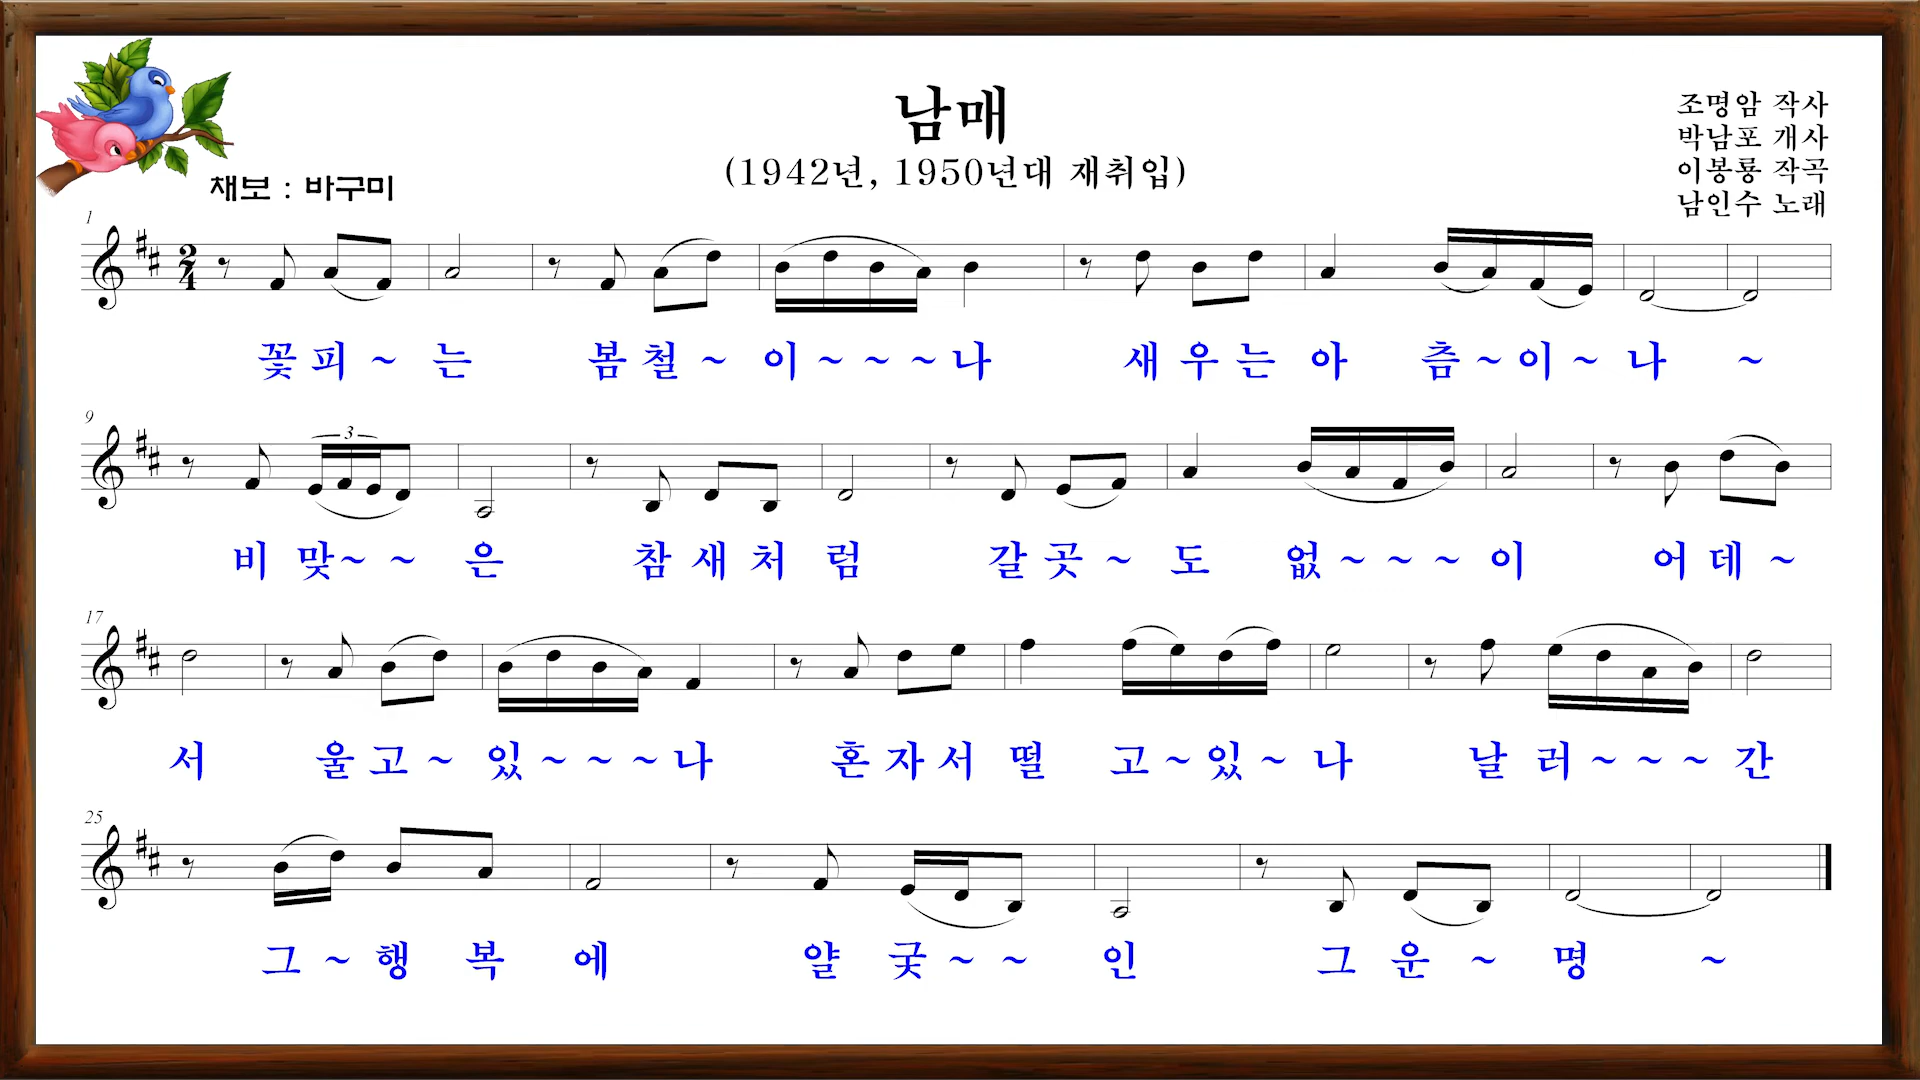 남매
(1942년, 1950년대 재취입)
조명암 작사
박남포 개사
이봉룡 작곡
남인수 노래
채보 : 바구미
1
꽃피~는 봄철~이~~~나 새우는아 츰~이~나 ~
9
3
비맞~~은 참새처럼 갈곳~도 없~~~이 어데~
17
서 울고~있~~~나 혼자서떨 고~있~나 날러~~~간
25
그~행복에 얄궂~~인 그운~명 ~